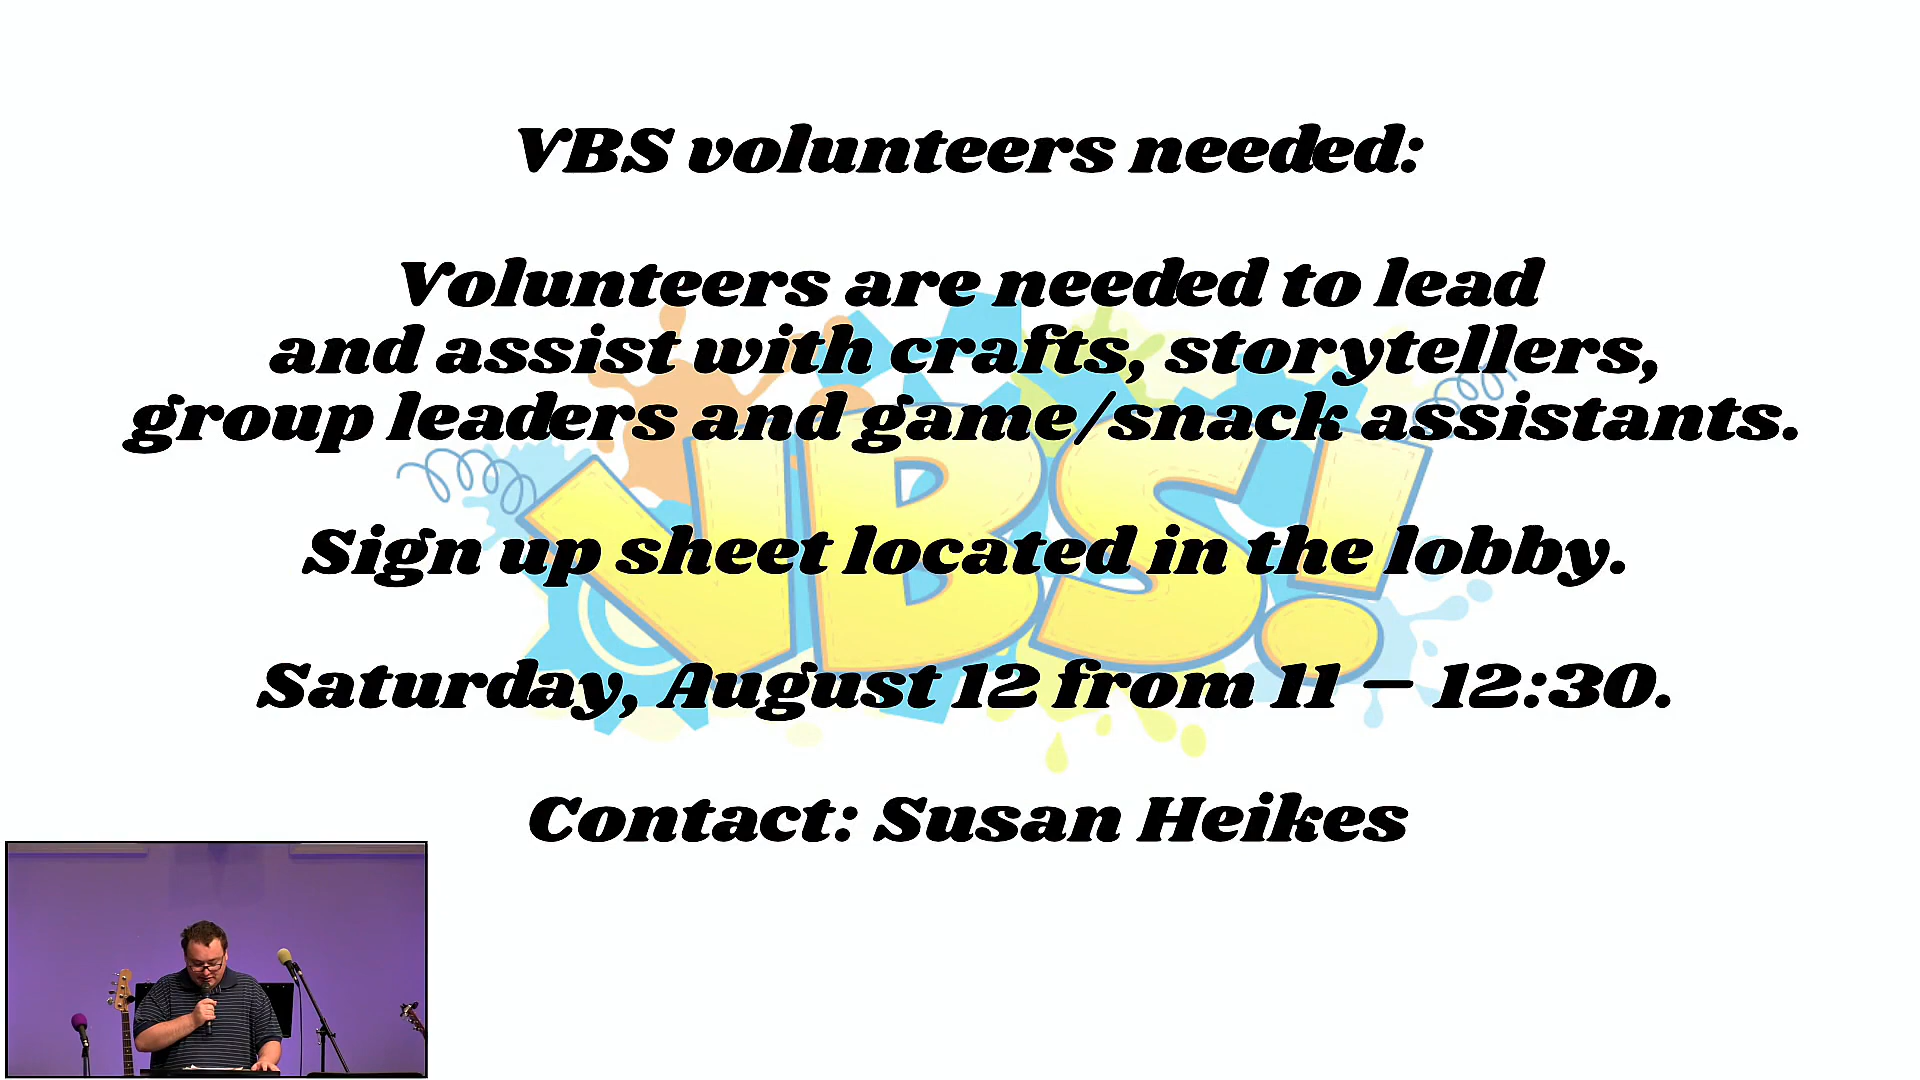 VBS volunteers needed:
Volunteers are needed to lead
and assist with crafts, storytellers,
group leaders and game/snack assistants.
VBS!
Sign up sheet located in the lobby.
Saturday, August 12 from 11 – 12:30.
Contact: Susan Heikes